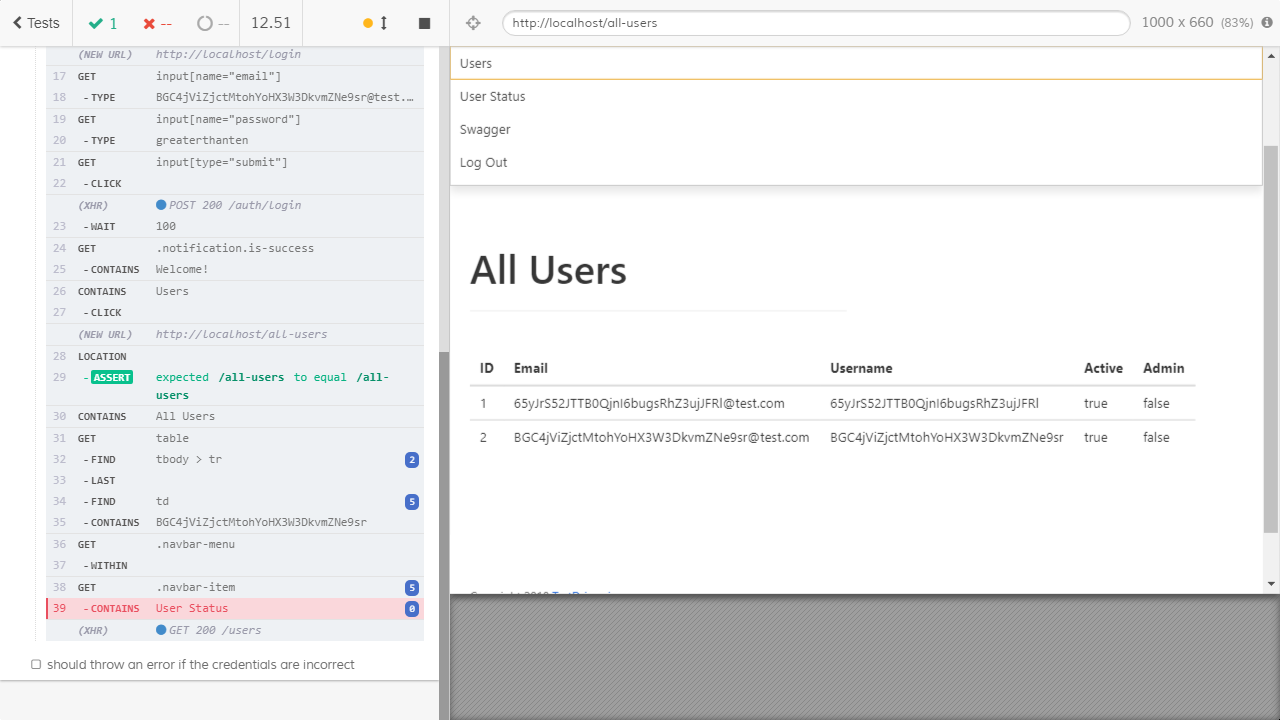 Tests 1 -- -- 12.51
(NEW URL) http://localhost/login
17 GET input[name="email"]
18 -TYPE BGC4jViZjctMtohYoHX3W3DkvmZNe9sr@test.…
19 GET input[name="password"]
20 -TYPE greaterthanten
21 GET input[type="submit"]
22 -CLICK
(XHR) POST 200 /auth/login
23 -WAIT 100
24 GET .notification.is-success
25 -CONTAINS Welcome!
26 CONTAINS Users
27 -CLICK
(NEW URL) http://localhost/all-users
28 LOCATION
29 -ASSERT expected /all-users to equal /all-
users
30 CONTAINS All Users
31 GET table
32 -FIND tbody > tr 2
33 -LAST
34 -FIND td 5
35 -CONTAINS BGC4jViZjctMtohYoHX3W3DkvmZNe9sr
36 GET .navbar-menu
37 -WITHIN
38 GET .navbar-item 5
39 -CONTAINS User Status 0
(XHR) GET 200 /users
should throw an error if the credentials are incorrect
http://localhost/all-users 1000 x 660 (83%)
Users
User Status
Swagger
Log Out
All Users
ID Email Username Active Admin
1 65yJrS52JTTB0QjnI6bugsRhZ3ujJFRl@test.com 65yJrS52JTTB0QjnI6bugsRhZ3ujJFRl true false
2 BGC4jViZjctMtohYoHX3W3DkvmZNe9sr@test.com BGC4jViZjctMtohYoHX3W3DkvmZNe9sr true false